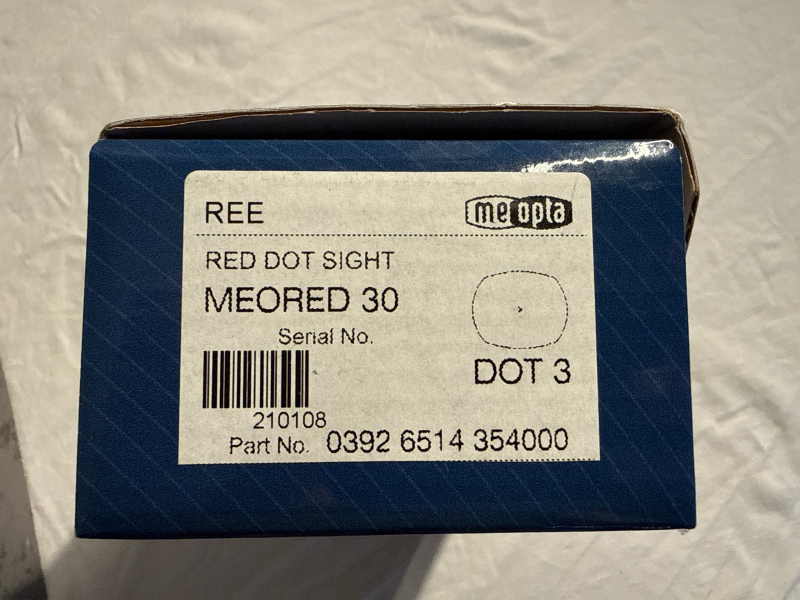 REE
meopta
RED DOT SIGHT
MEORED 30
Serial No.
DOT 3
210108
Part No. 0392 6514 354000